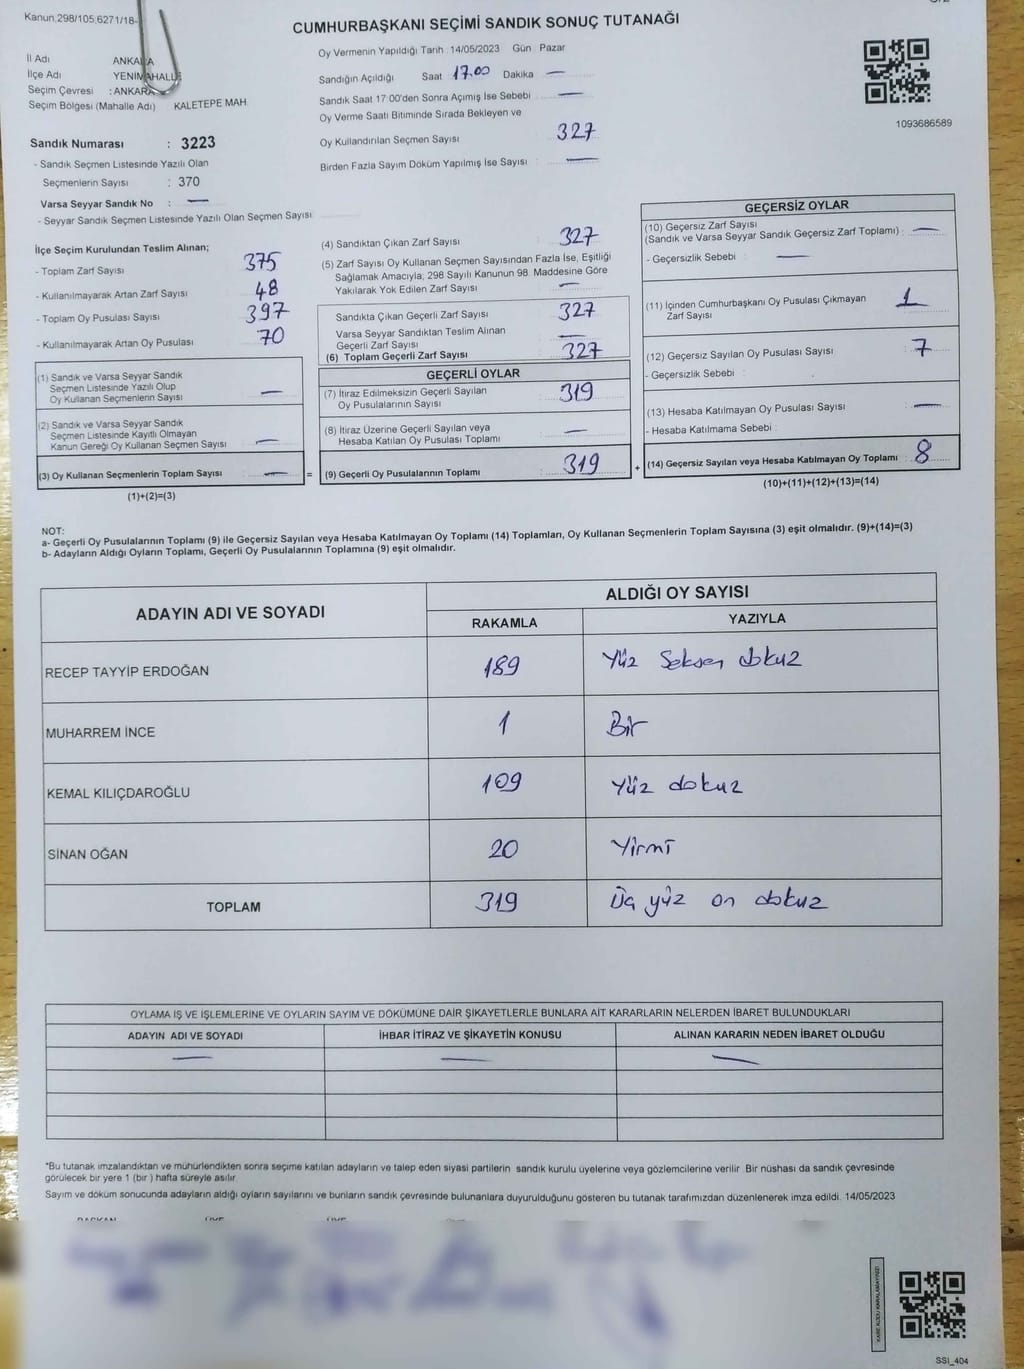 Kanun.298/105,6271/18-
CUMHURBAŞKANI SEÇİMİ SANDIK SONUÇ TUTANAĞI
İl Adı ANKARA
İlçe Adı YENİMAHALLE
Seçim Çevresi : ANKARA
Seçim Bölgesi (Mahalle Adı) KALETEPE MAH.
Oy Vermenin Yapıldığı Tarih : 14/05/2023 Gün : Pazar
Sandığın Açıldığı Saat 17.00 Dakika —
Sandık Saat 17:00'den Sonra Açımış İse Sebebi —
Oy Verme Saati Bitiminde Sırada Bekleyen ve
Oy Kullandırılan Seçmen Sayısı : 327
Birden Fazla Sayım Döküm Yapılmış İse Sayısı : —
1093686589
Sandık Numarası : 3223
- Sandık Seçmen Listesinde Yazılı Olan
Seçmenlerin Sayısı : 370
Varsa Seyyar Sandık No : —
- Seyyar Sandık Seçmen Listesinde Yazılı Olan Seçmen Sayısı
İlçe Seçim Kurulundan Teslim Alınan;
- Toplam Zarf Sayısı 375
- Kullanılmayarak Artan Zarf Sayısı 48
- Toplam Oy Pusulası Sayısı 397
- Kullanılmayarak Artan Oy Pusulası 70
(1) Sandık ve Varsa Seyyar Sandık
Seçmen Listesinde Yazılı Olup
Oy Kullanan Seçmenlerin Sayısı —
(2) Sandık ve Varsa Seyyar Sandık
Seçmen Listesinde Kayıtlı Olmayan
Kanun Gereği Oy Kullanan Seçmen Sayısı —
(3) Oy Kullanan Seçmenlerin Toplam Sayısı — =
(1)+(2)=(3)
(4) Sandıktan Çıkan Zarf Sayısı : 327
(5) Zarf Sayısı Oy Kullanan Seçmen Sayısından Fazla İse, Eşitliği
Sağlamak Amacıyla; 298 Sayılı Kanunun 98. Maddesine Göre
Yakılarak Yok Edilen Zarf Sayısı : —
Sandıkta Çıkan Geçerli Zarf Sayısı : 327
Varsa Seyyar Sandıktan Teslim Alınan
Geçerli Zarf Sayısı : —
(6) Toplam Geçerli Zarf Sayısı : 327
GEÇERLİ OYLAR
(7) İtiraz Edilmeksizin Geçerli Sayılan
Oy Pusulalarının Sayısı : 319
(8) İtiraz Üzerine Geçerli Sayılan veya
Hesaba Katılan Oy Pusulası Toplamı : —
(9) Geçerli Oy Pusulalarının Toplamı : 319 +
GEÇERSİZ OYLAR
(10) Geçersiz Zarf Sayısı
(Sandık ve Varsa Seyyar Sandık Geçersiz Zarf Toplamı) : —
- Geçersizlik Sebebi : —
(11) İçinden Cumhurbaşkanı Oy Pusulası Çıkmayan
Zarf Sayısı : 1
(12) Geçersiz Sayılan Oy Pusulası Sayısı : 7
- Geçersizlik Sebebi :
(13) Hesaba Katılmayan Oy Pusulası Sayısı : —
- Hesaba Katılmama Sebebi :
(14) Geçersiz Sayılan veya Hesaba Katılmayan Oy Toplamı : 8
(10)+(11)+(12)+(13)=(14)
NOT:
a- Geçerli Oy Pusulalarının Toplamı (9) ile Geçersiz Sayılan veya Hesaba Katılmayan Oy Toplamı (14) Toplamları, Oy Kullanan Seçmenlerin Toplam Sayısına (3) eşit olmalıdır. (9)+(14)=(3)
b- Adayların Aldığı Oyların Toplamı, Geçerli Oy Pusulalarının Toplamına (9) eşit olmalıdır.
ADAYIN ADI VE SOYADI ALDIĞI OY SAYISI
RAKAMLA YAZIYLA
RECEP TAYYİP ERDOĞAN 189 Yüz Seksen dokuz
MUHARREM İNCE 1 Bir
KEMAL KILIÇDAROĞLU 109 Yüz dokuz
SİNAN OĞAN 20 Yirmi
TOPLAM 319 Üç yüz on dokuz
OYLAMA İŞ VE İŞLEMLERİNE VE OYLARIN SAYIM VE DÖKÜMÜNE DAİR ŞİKAYETLERLE BUNLARA AİT KARARLARIN NELERDEN İBARET BULUNDUKLARI
ADAYIN ADI VE SOYADI İHBAR İTİRAZ VE ŞİKAYETİN KONUSU ALINAN KARARIN NEDEN İBARET OLDUĞU
— — —
*Bu tutanak imzalandıktan ve mühürlendikten sonra seçime katılan adayların ve talep eden siyasi partilerin sandık kurulu üyelerine veya gözlemcilerine verilir. Bir nüshası da sandık çevresinde
görülecek bir yere 1 (bir) hafta süreyle asılır.
Sayım ve döküm sonucunda adayların aldığı oyların sayılarını ve bunların sandık çevresinde bulunanlara duyurulduğunu gösteren bu tutanak tarafımızdan düzenlenerek imza edildi. 14/05/2023
BAŞKAN ÜYE ÜYE
KARE KODU KARALAMAYINIZ!
SSI_404